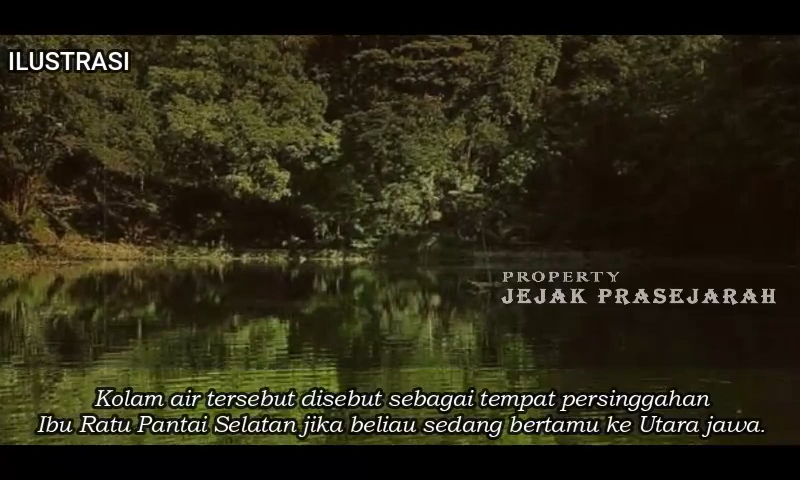 ILUSTRASI
PROPERTY
JEJAK PRASEJARAH
Kolam air tersebut disebut sebagai tempat persinggahan
Ibu Ratu Pantai Selatan jika beliau sedang bertamu ke Utara jawa.